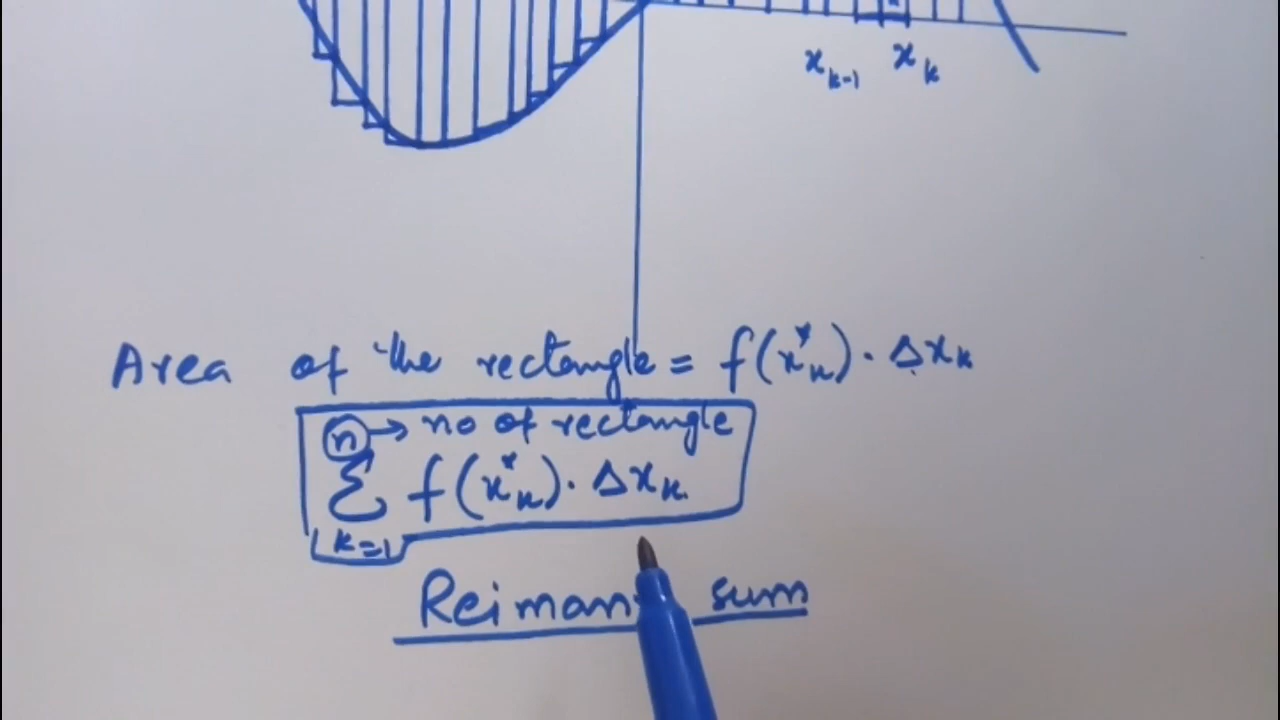 x_{k-1} x_k
Area of the rectangle = f(x*_k) · Δx_k
n → no of rectangle
Σ f(x*_k) · Δx_k
k=1
Reiman sum